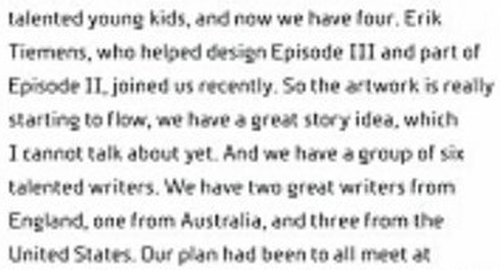 talented young kids, and now we have four. Erik
Tiemens, who helped design Episode III and part of
Episode II, joined us recently. So the artwork is really
starting to flow, we have a great story idea, which
I cannot talk about yet. And we have a group of six
talented writers. We have two great writers from
England, one from Australia, and three from the
United States. Our plan had been to all meet at